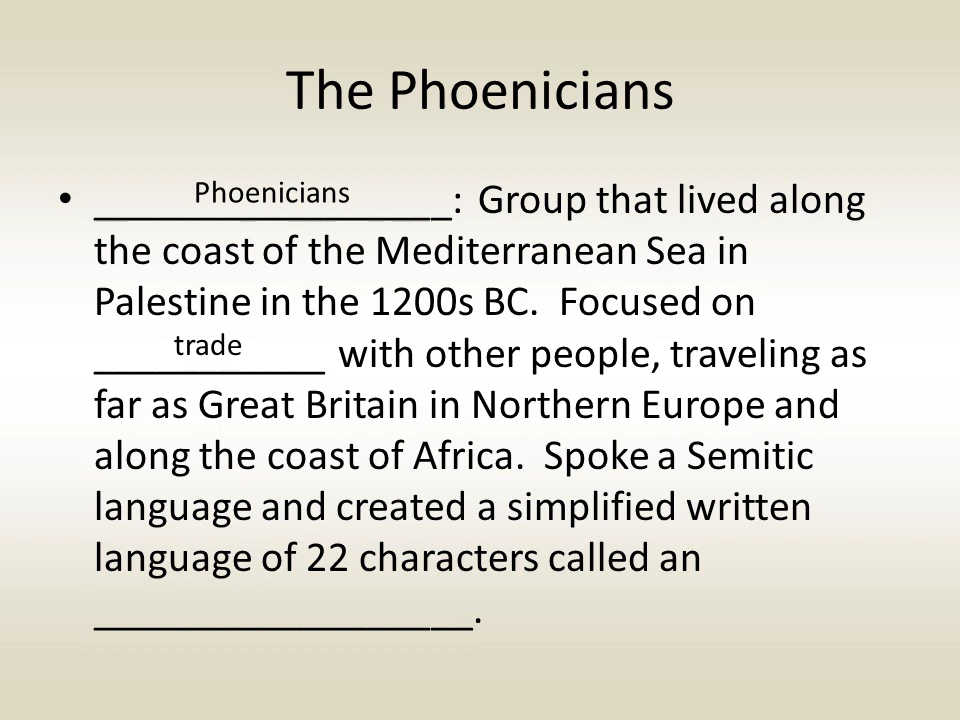 The Phoenicians
• Phoenicians
_________________: Group that lived along
the coast of the Mediterranean Sea in
Palestine in the 1200s BC. Focused on
trade
___________ with other people, traveling as
far as Great Britain in Northern Europe and
along the coast of Africa. Spoke a Semitic
language and created a simplified written
language of 22 characters called an
__________________.